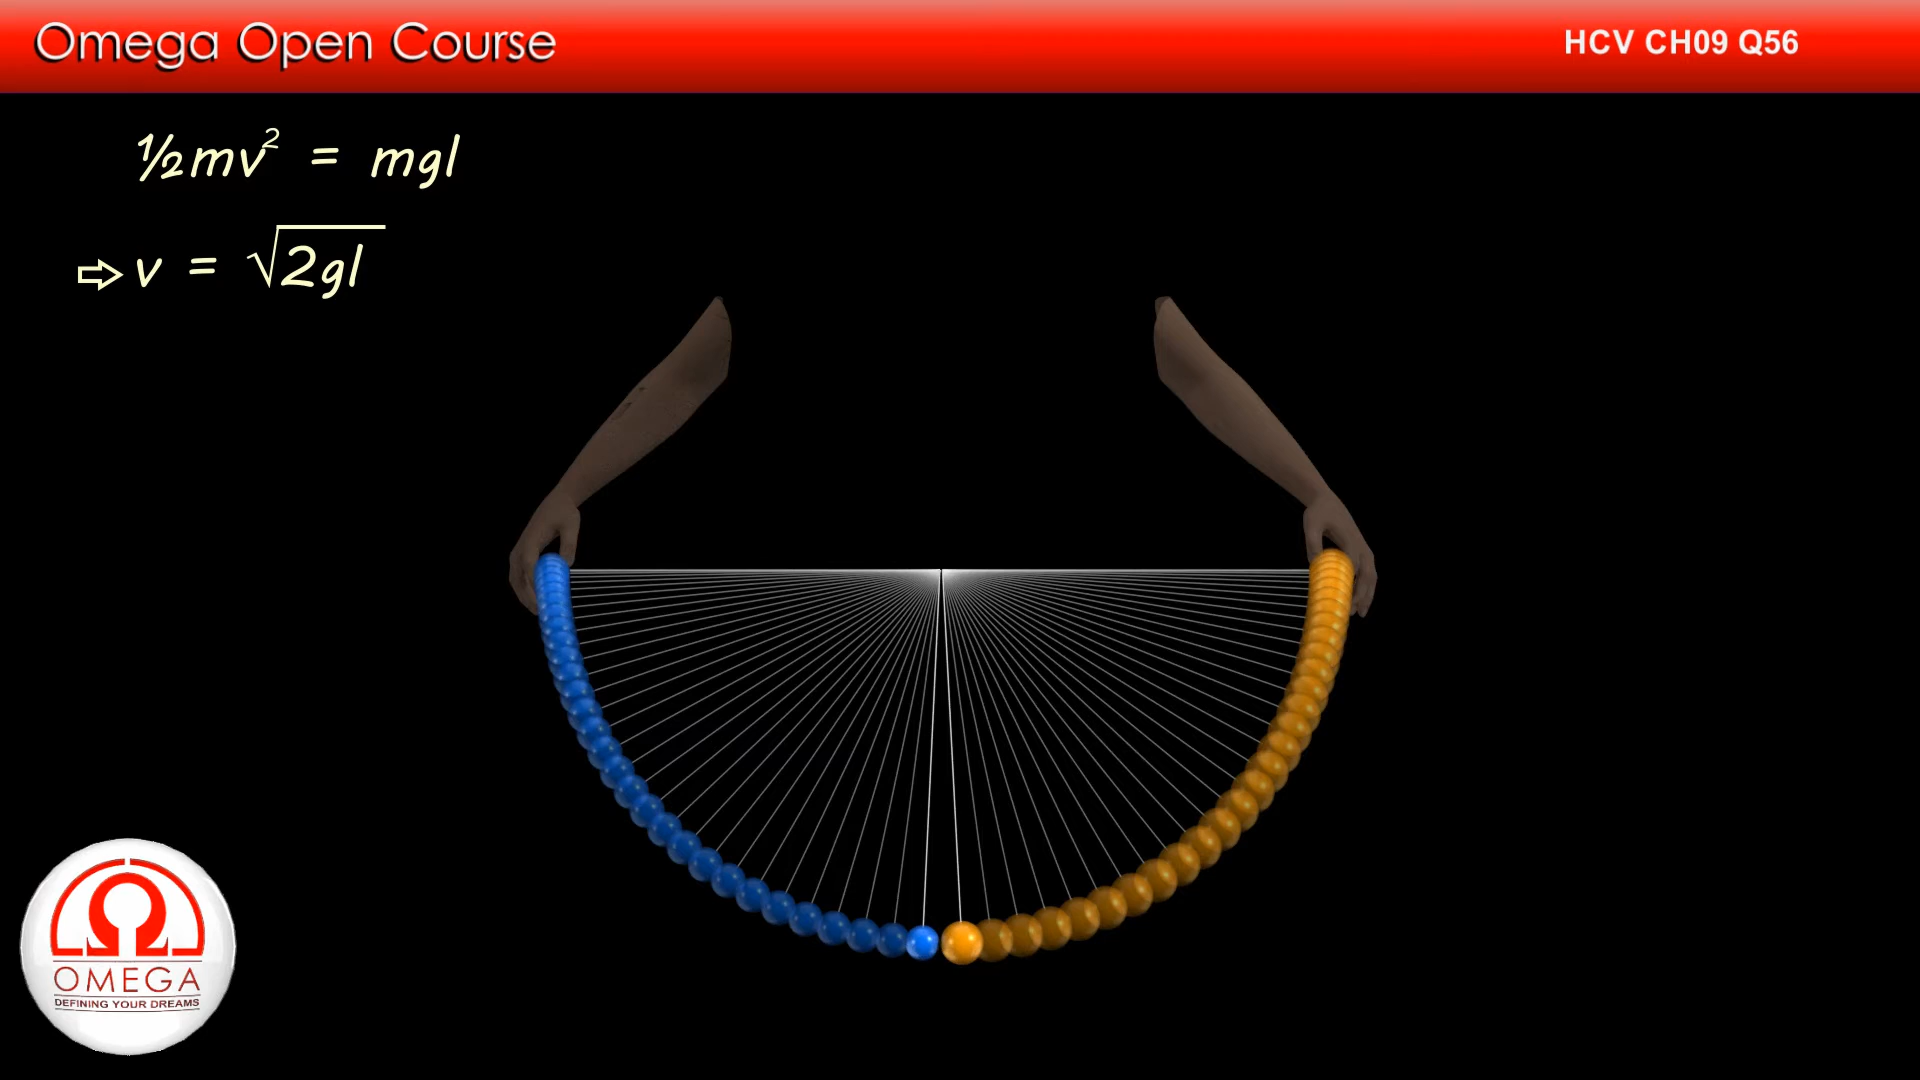 Omega Open Course
HCV CH09 Q56
½mv² = mgl
⇨ v = √2gl
Ω
OMEGA
DEFINING YOUR DREAMS